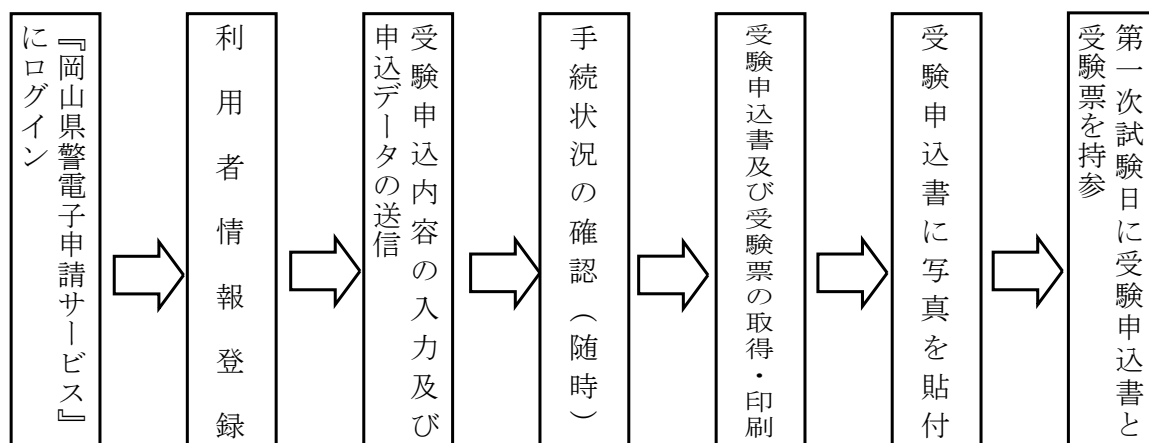 『岡山県警電子申請サービス』
にログイン
利用者情報登録
受験申込内容の入力及び
申込データの送信
手続状況の確認（随時）
受験申込書及び受験票の取得・印刷
受験申込書に写真を貼付
第一次試験日に受験申込書と
受験票を持参